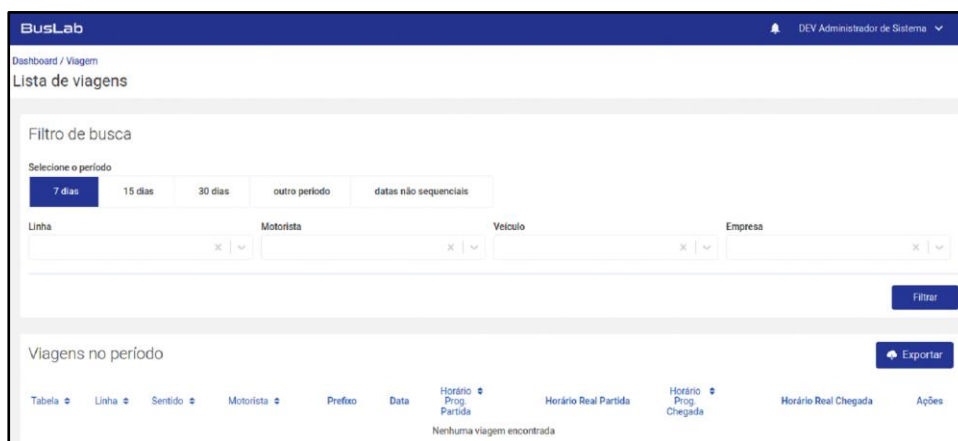 BusLab
DEV Administrador de Sistema
Dashboard / Viagem
Lista de viagens
Filtro de busca
Selecione o período
7 dias 15 dias 30 dias outro período datas não sequenciais
Linha Motorista Veículo Empresa
Filtrar
Viagens no período
Exportar
Tabela Linha Sentido Motorista Prefixo Data Horário Prog. Partida Horário Real Partida Horário Prog. Chegada Horário Real Chegada Ações
Nenhuma viagem encontrada